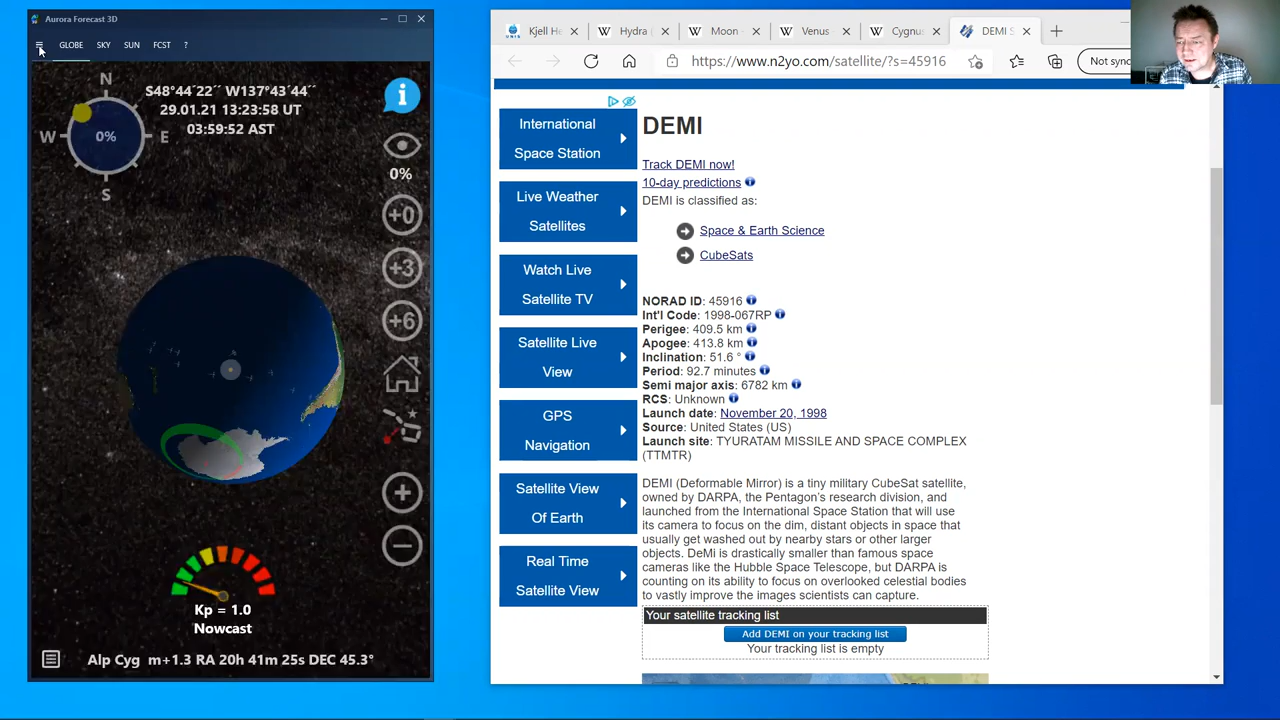 Aurora Forecast 3D
GLOBE SKY SUN FCST ?
N
W 0% E
S
S48°44´22´´ W137°43´44´´
29.01.21 13:23:58 UT
03:59:52 AST
i
0%
+0
+3
+6
Kp = 1.0
Nowcast
Alp Cyg m+1.3 RA 20h 41m 25s DEC 45.3°
Kjell He
Hydra (
Moon -
Venus -
Cygnus
DEMI S
https://www.n2yo.com/satellite/?s=45916
Not sync
International
Space Station
Live Weather
Satellites
Watch Live
Satellite TV
Satellite Live
View
GPS
Navigation
Satellite View
Of Earth
Real Time
Satellite View
DEMI
Track DEMI now!
10-day predictions
DEMI is classified as:
Space & Earth Science
CubeSats
NORAD ID: 45916
Int'l Code: 1998-067RP
Perigee: 409.5 km
Apogee: 413.8 km
Inclination: 51.6 °
Period: 92.7 minutes
Semi major axis: 6782 km
RCS: Unknown
Launch date: November 20, 1998
Source: United States (US)
Launch site: TYURATAM MISSILE AND SPACE COMPLEX
(TTMTR)
DEMI (Deformable Mirror) is a tiny military CubeSat satellite,
owned by DARPA, the Pentagon's research division, and
launched from the International Space Station that will use
its camera to focus on the dim, distant objects in space that
usually get washed out by nearby stars or other larger
objects. DeMi is drastically smaller than famous space
cameras like the Hubble Space Telescope, but DARPA is
counting on its ability to focus on overlooked celestial bodies
to vastly improve the images scientists can capture.
Your satellite tracking list
Add DEMI on your tracking list
Your tracking list is empty